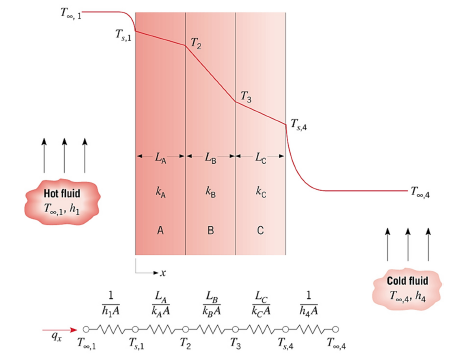 T∞, 1
Ts,1
T2
T3
Ts,4
T∞,4
LA LB LC
kA kB kC
A B C
x
Hot fluid
T∞,1, h1
Cold fluid
T∞,4, h4
1/h1A LA/kAA LB/kBA LC/kCA 1/h4A
qx
T∞,1 Ts,1 T2 T3 Ts,4 T∞,4